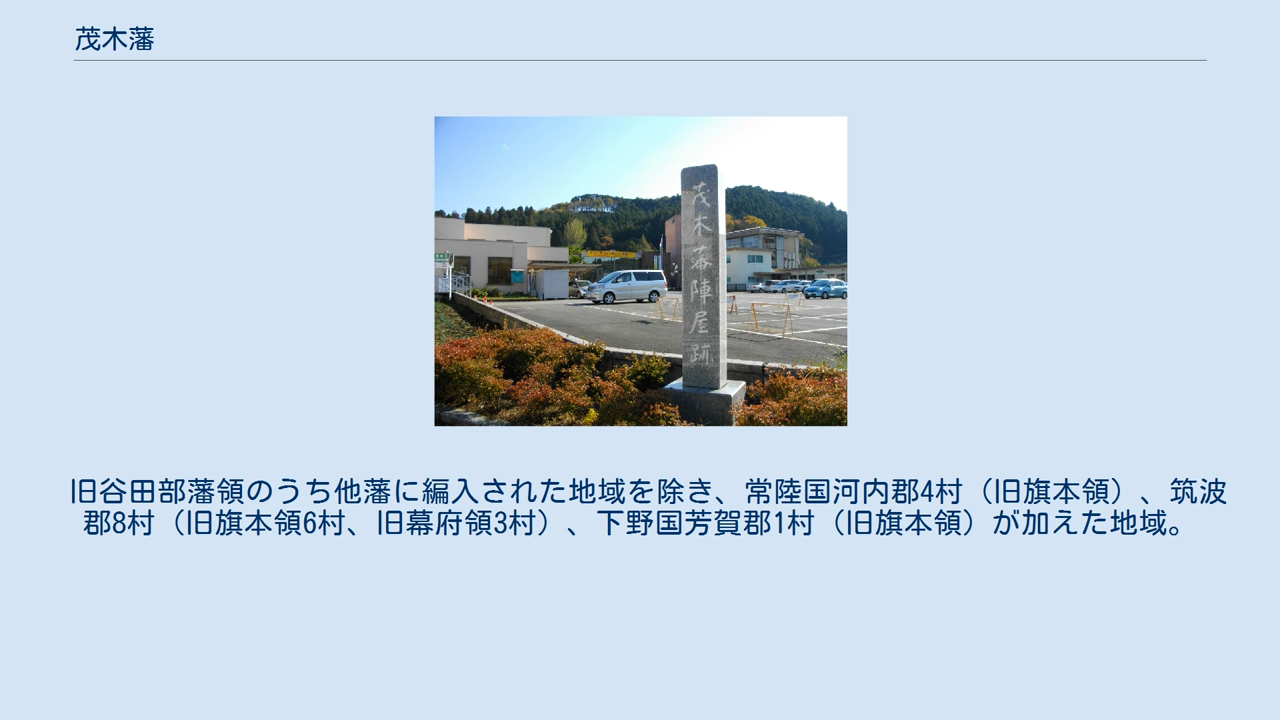 茂木藩
茂木藩陣屋跡
旧谷田部藩領のうち他藩に編入された地域を除き、常陸国河内郡4村（旧旗本領）、筑波
郡8村（旧旗本領6村、旧幕府領3村）、下野国芳賀郡1村（旧旗本領）が加えた地域。